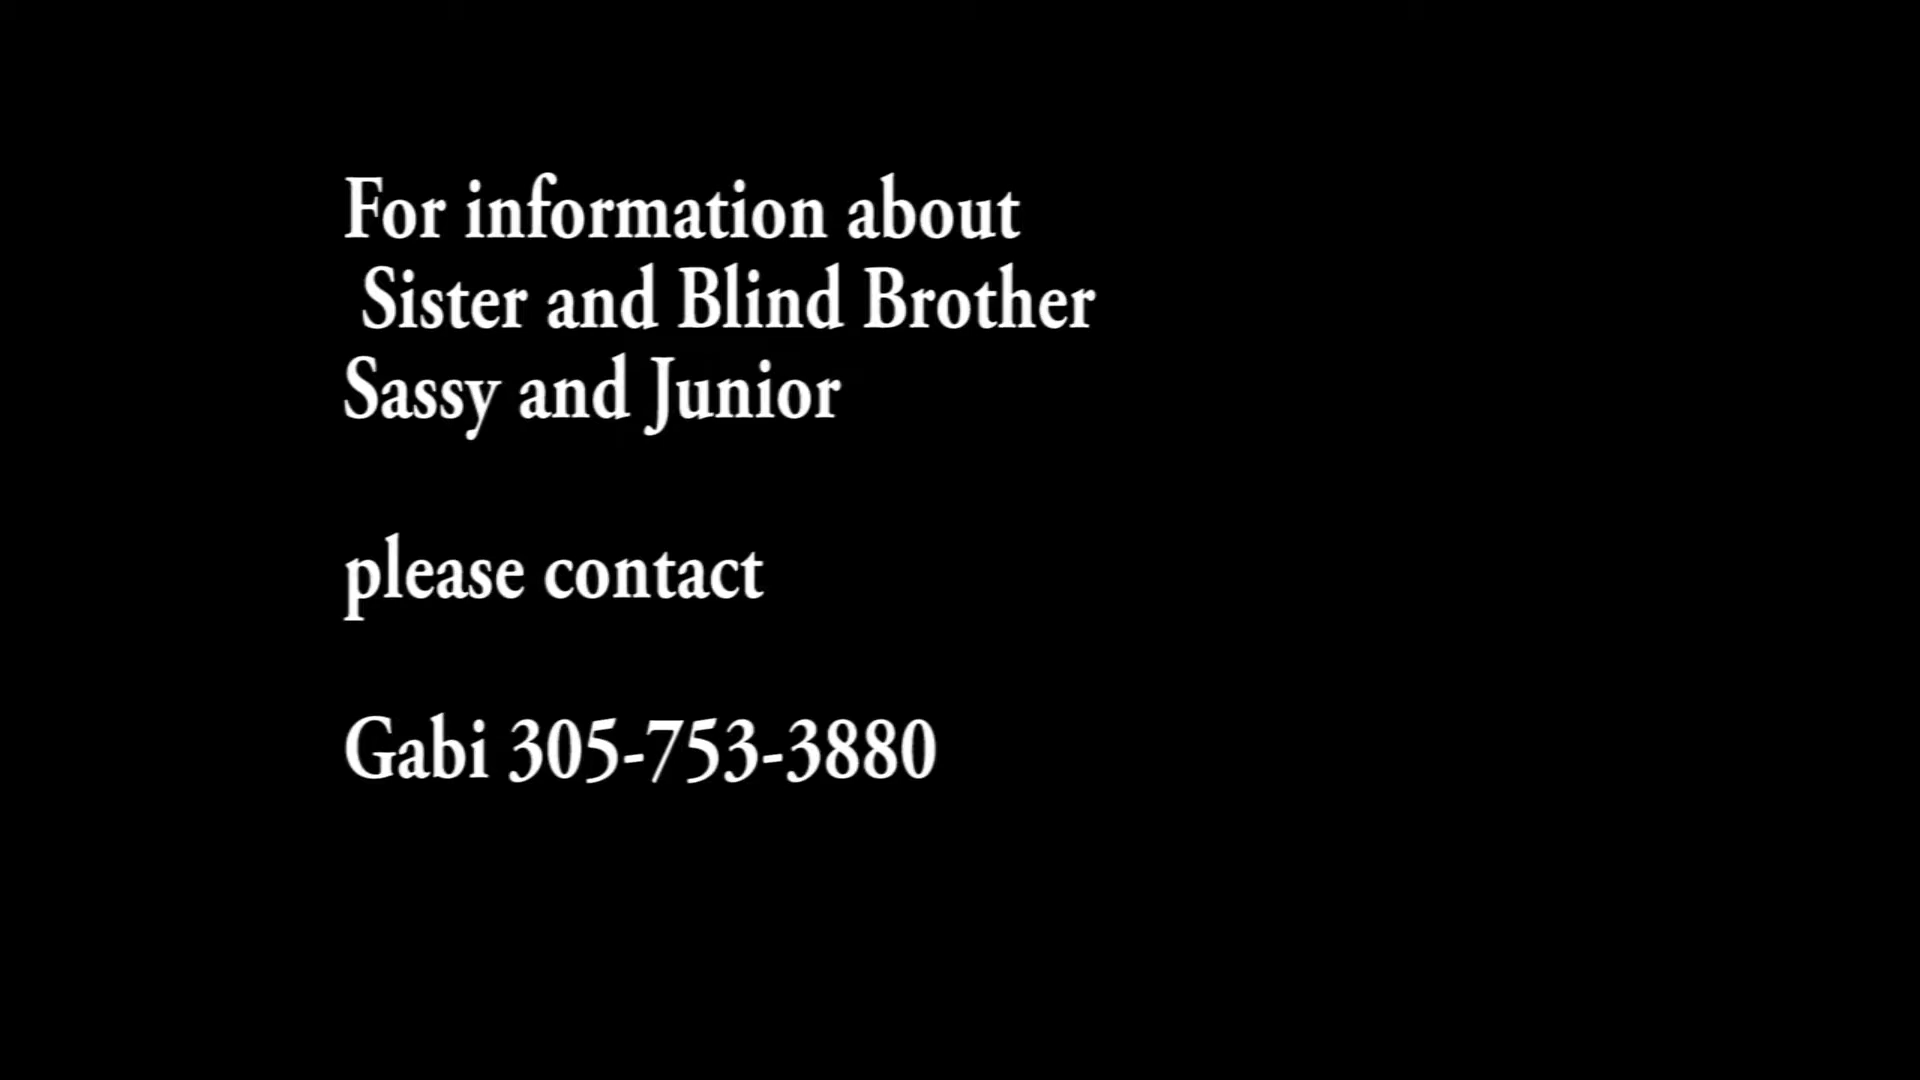 For information about
Sister and Blind Brother
Sassy and Junior
please contact
Gabi 305-753-3880